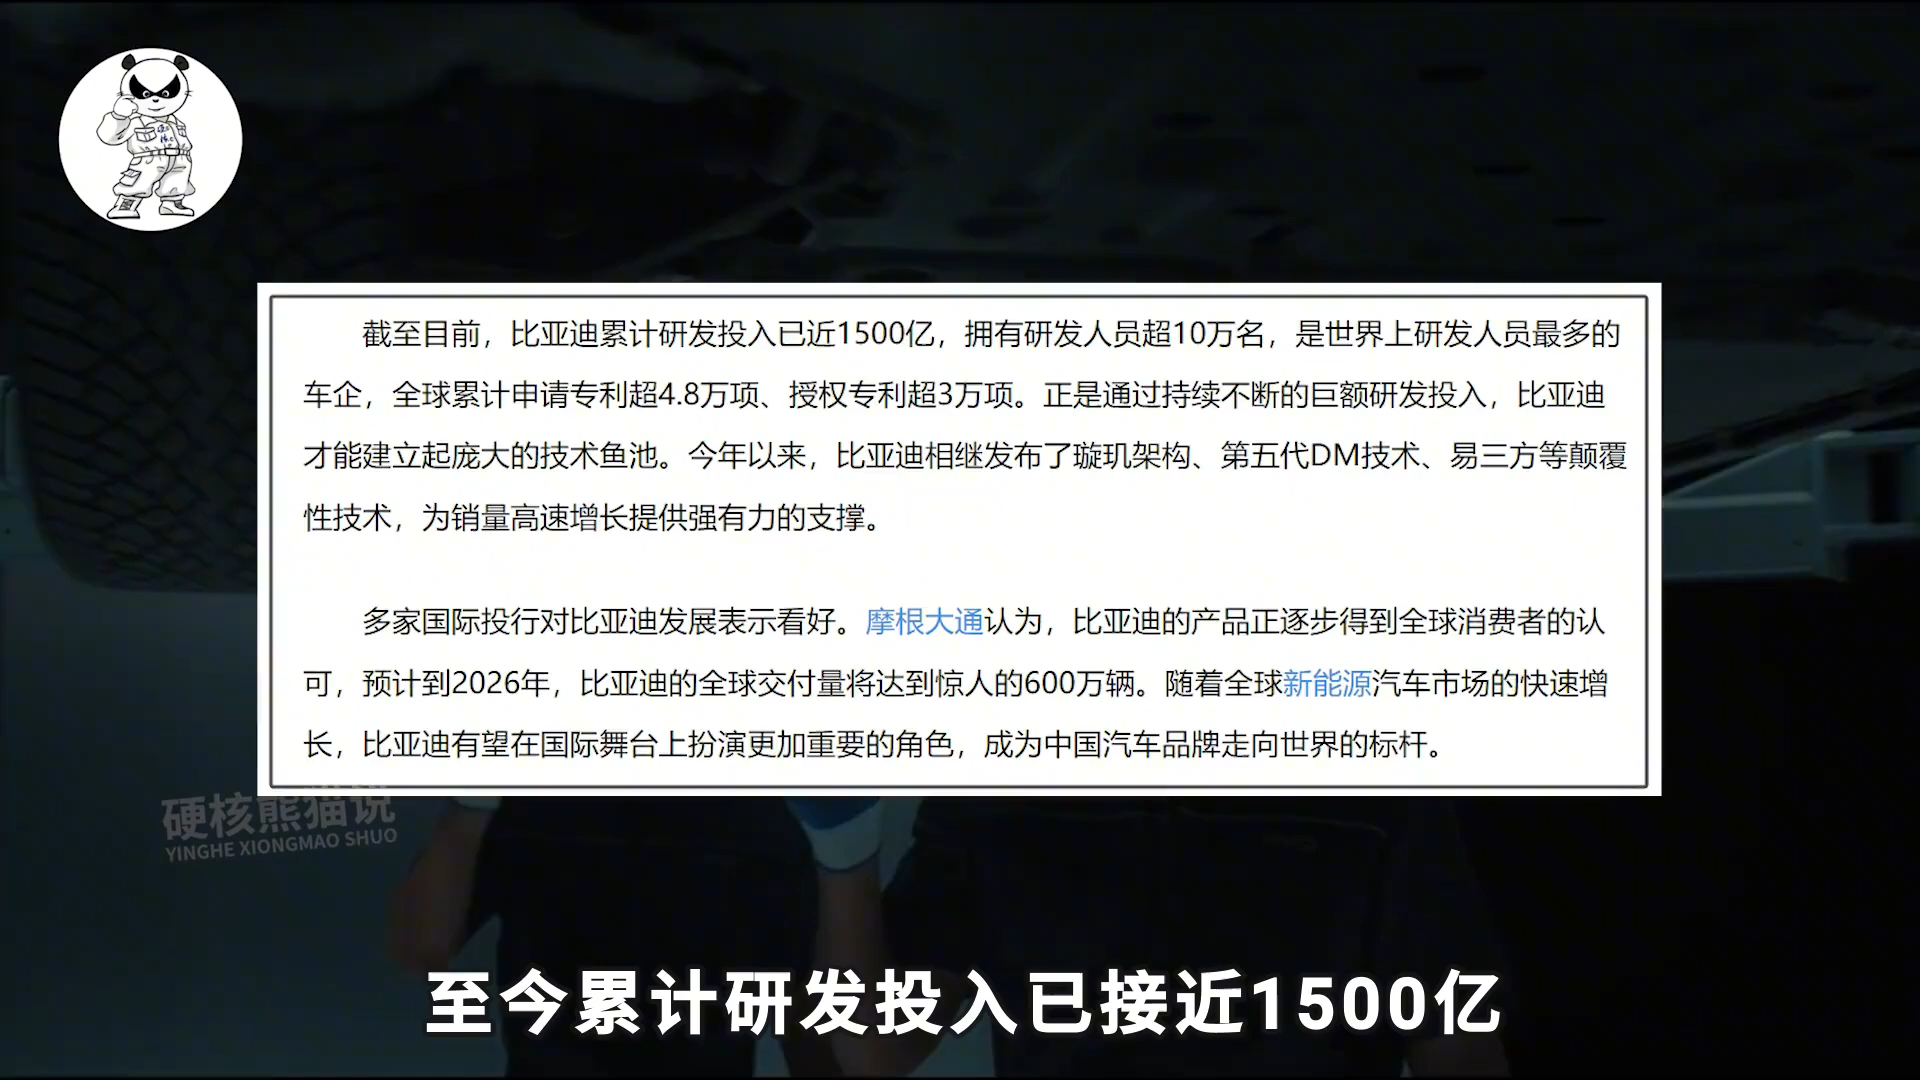 截至目前，比亚迪累计研发投入已近1500亿，拥有研发人员超10万名，是世界上研发人员最多的
车企，全球累计申请专利超4.8万项、授权专利超3万项。正是通过持续不断的巨额研发投入，比亚迪
才能建立起庞大的技术鱼池。今年以来，比亚迪相继发布了璇玑架构、第五代DM技术、易三方等颠覆
性技术，为销量高速增长提供强有力的支撑。
多家国际投行对比亚迪发展表示看好。摩根大通认为，比亚迪的产品正逐步得到全球消费者的认
可，预计到2026年，比亚迪的全球交付量将达到惊人的600万辆。随着全球新能源汽车市场的快速增
长，比亚迪有望在国际舞台上扮演更加重要的角色，成为中国汽车品牌走向世界的标杆。
硬核熊猫说
YINGHE XIONGMAO SHUO
至今累计研发投入已接近1500亿